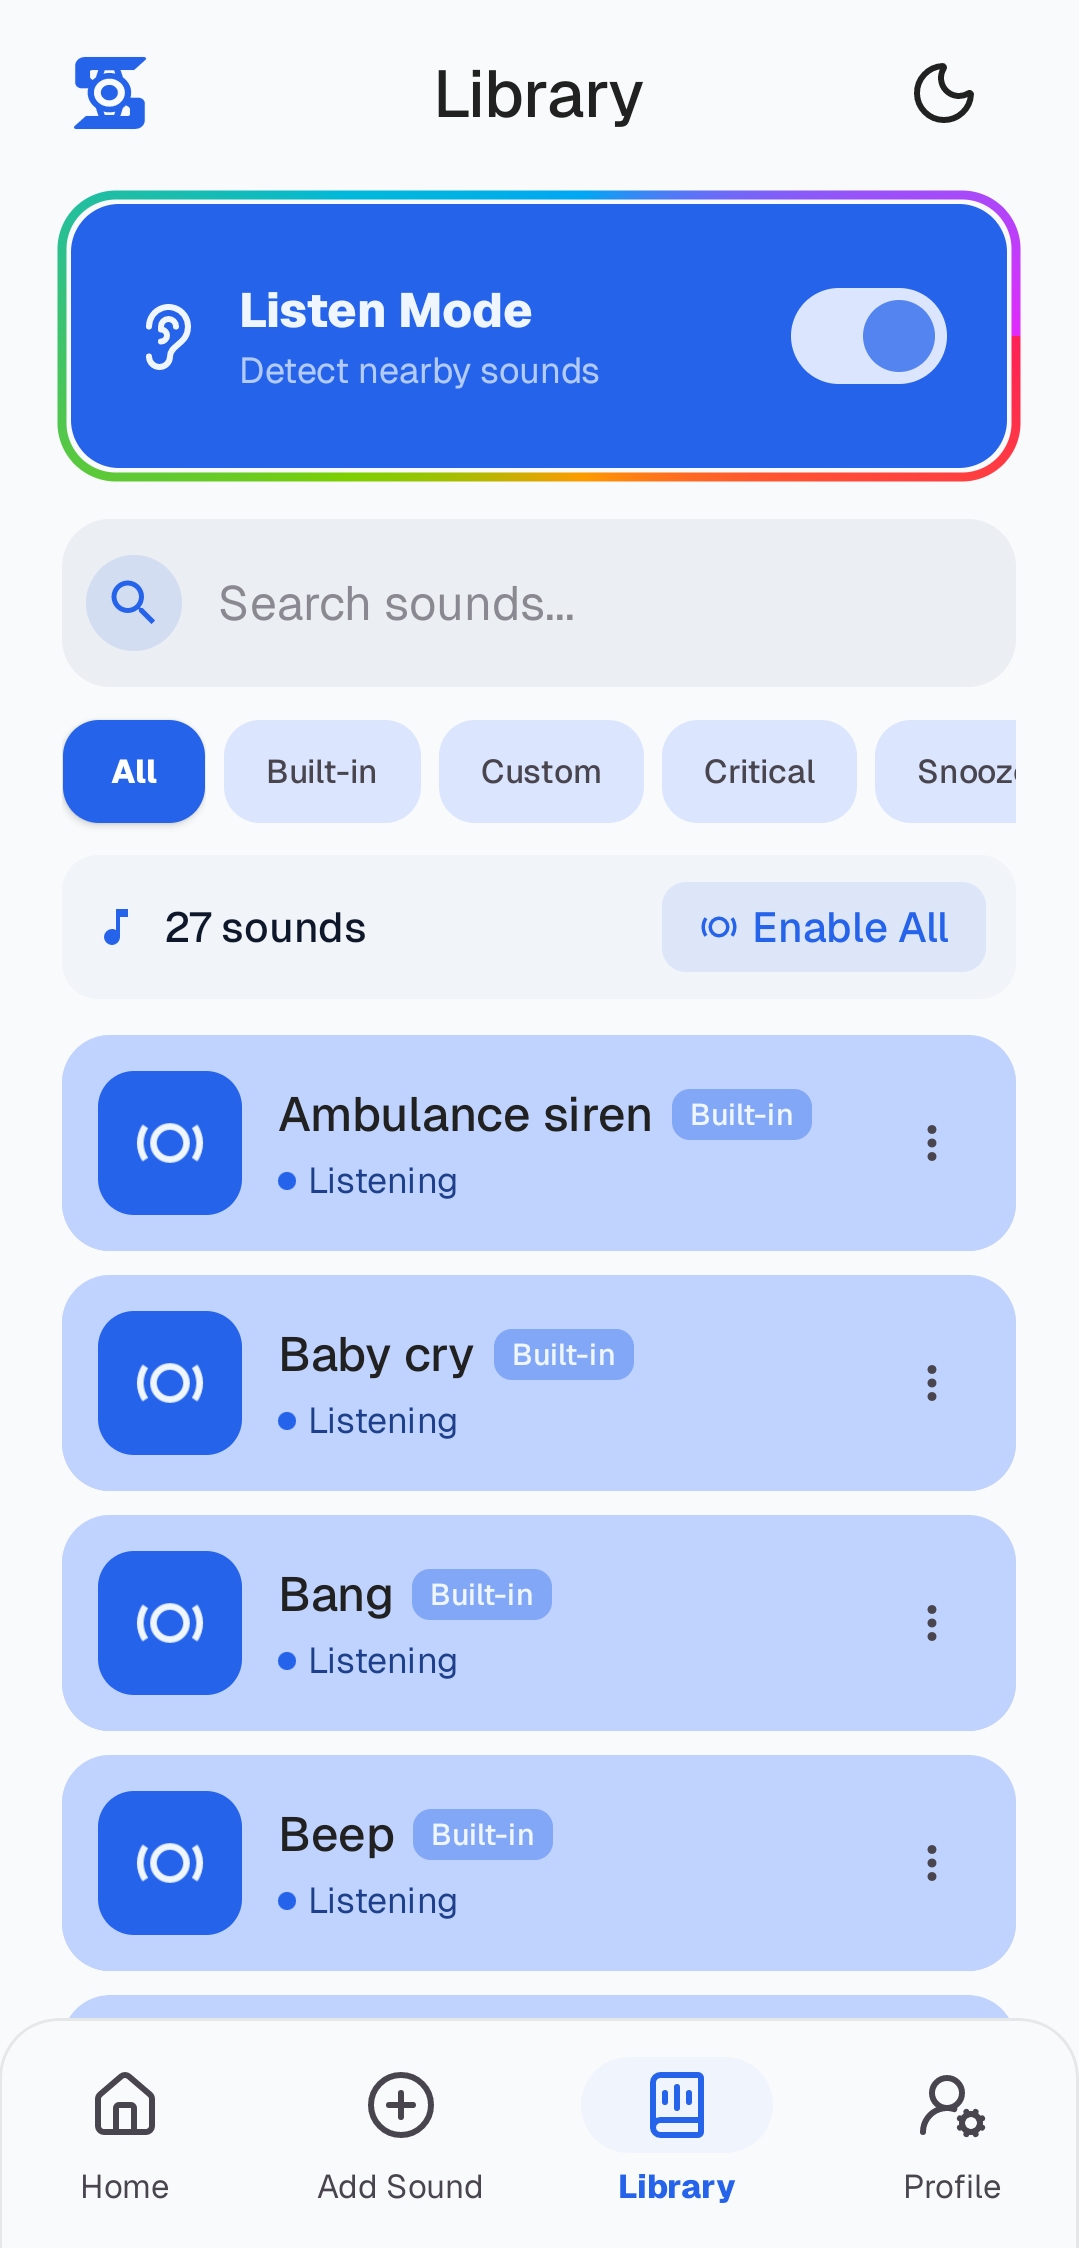 Library
Listen Mode
Detect nearby sounds
Search sounds...
All
Built-in
Custom
Critical
27 sounds
Enable All
Ambulance siren
Built-in
Listening
Baby cry
Built-in
Listening
Bang
Built-in
Listening
Beep
Built-in
Listening
Home
Add Sound
Library
Profile